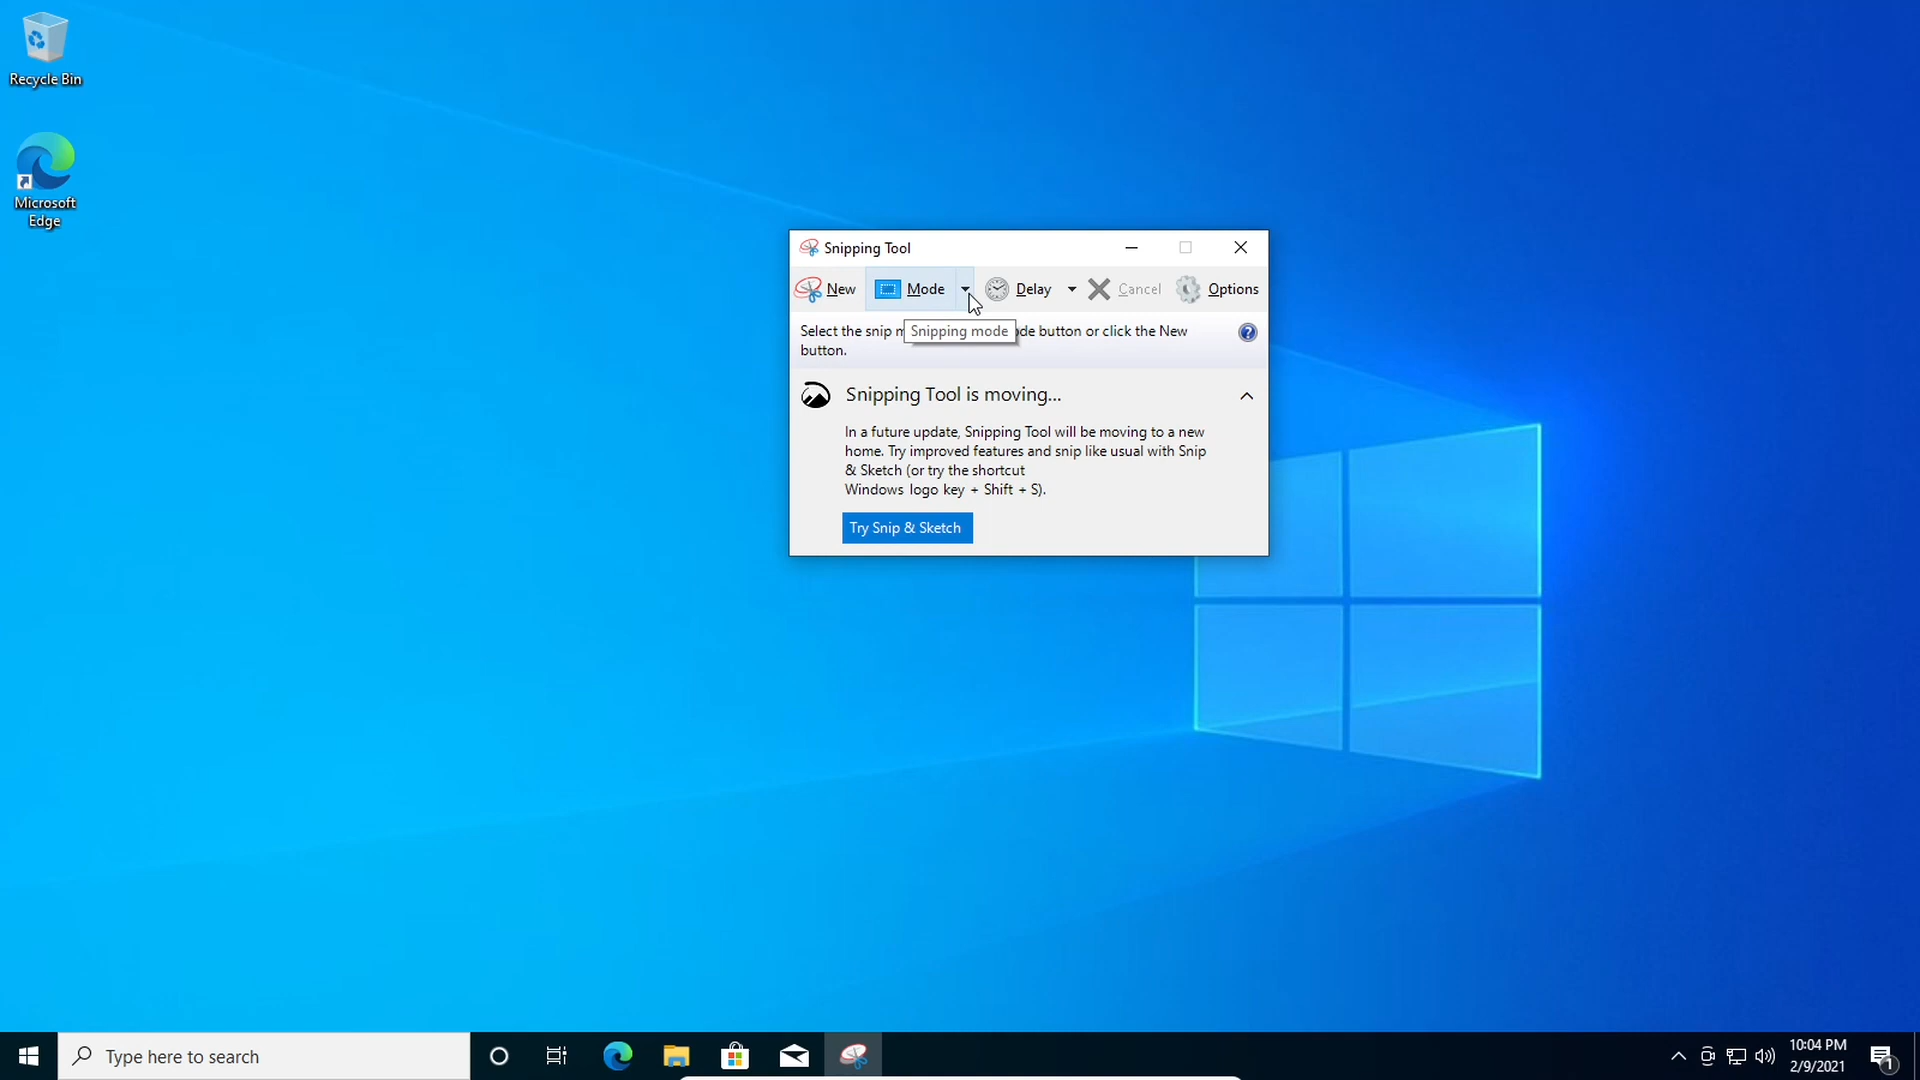 Recycle Bin
Microsoft
Edge
Snipping Tool
New Mode Delay Cancel Options
Select the snip m
Snipping mode
de button or click the New
button.
Snipping Tool is moving...
In a future update, Snipping Tool will be moving to a new
home. Try improved features and snip like usual with Snip
& Sketch (or try the shortcut
Windows logo key + Shift + S).
Try Snip & Sketch
Type here to search
10:04 PM
2/9/2021
1